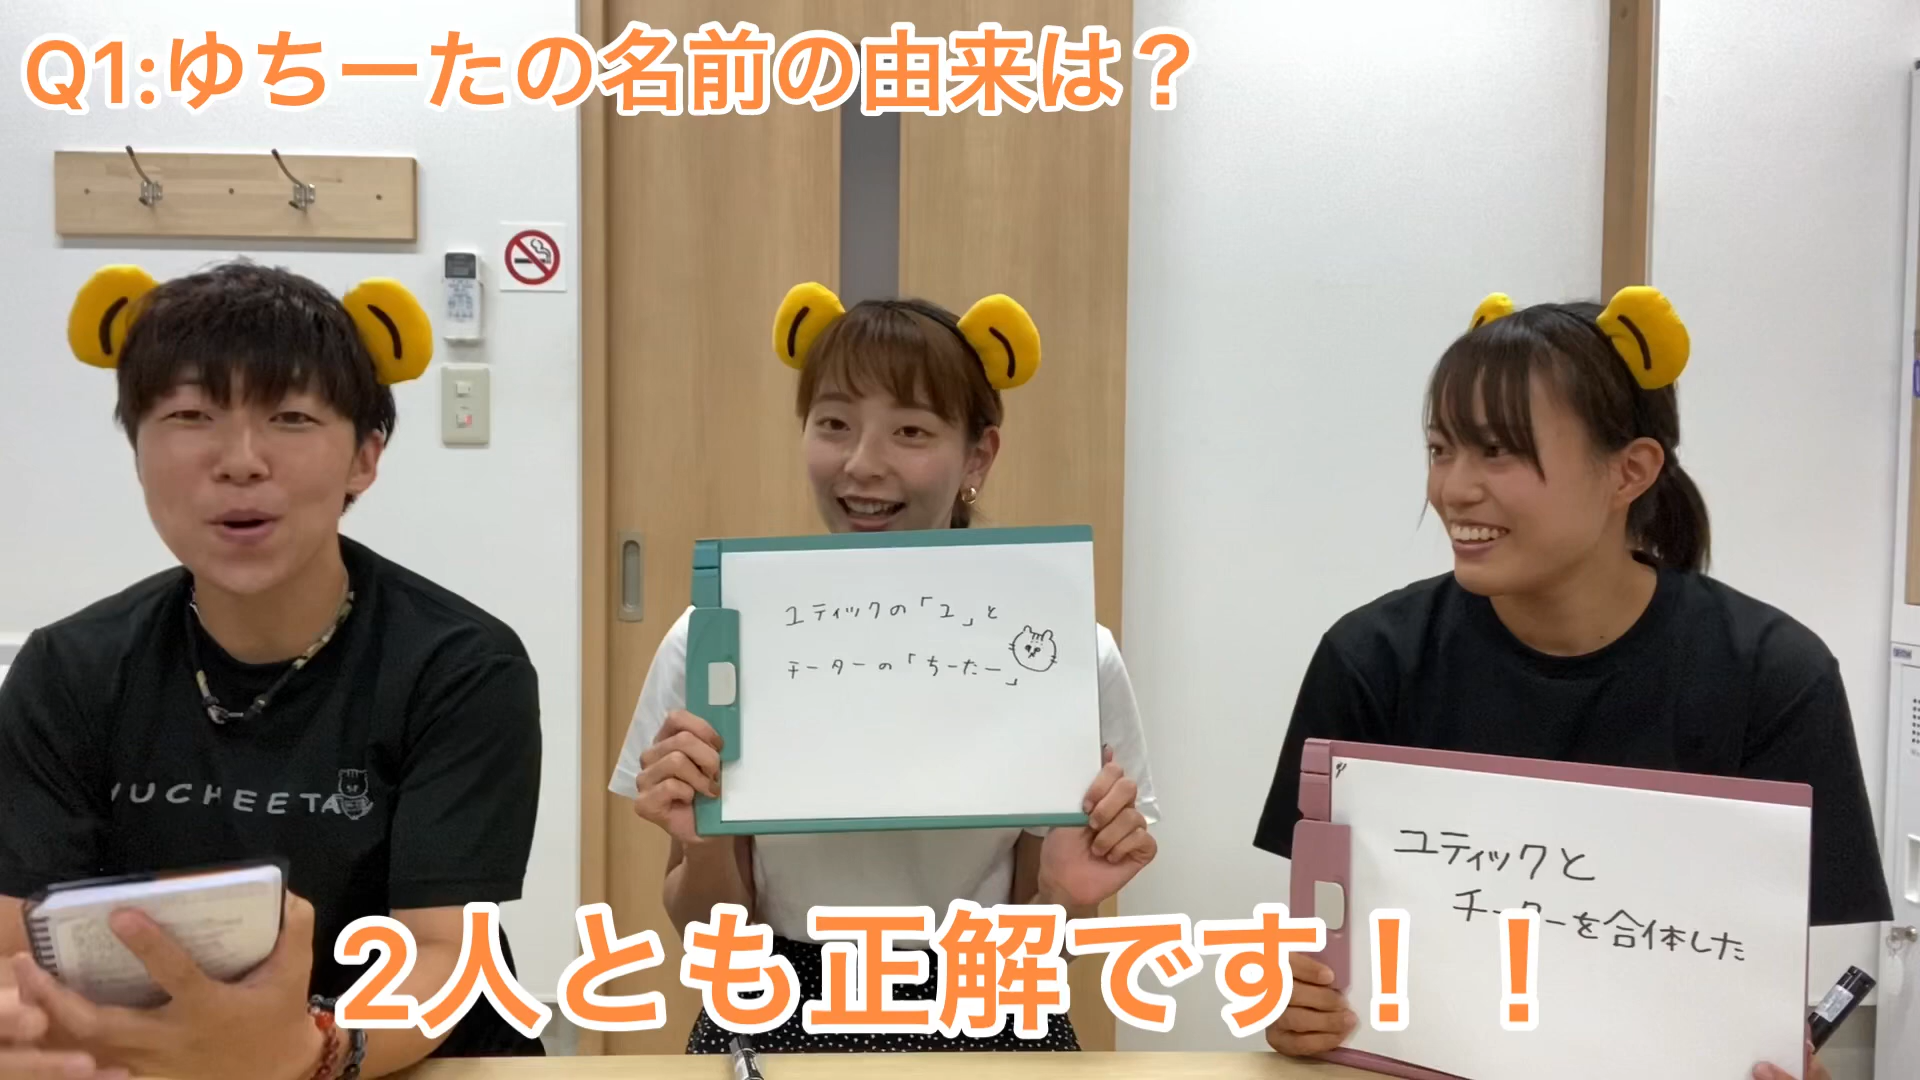 Q1:ゆちーたの名前の由来は？
ユティックの「ユ」と
チーターの「ちーたー」
YUCHEETA
ユティックと
チーターを合体した
2人とも正解です！！